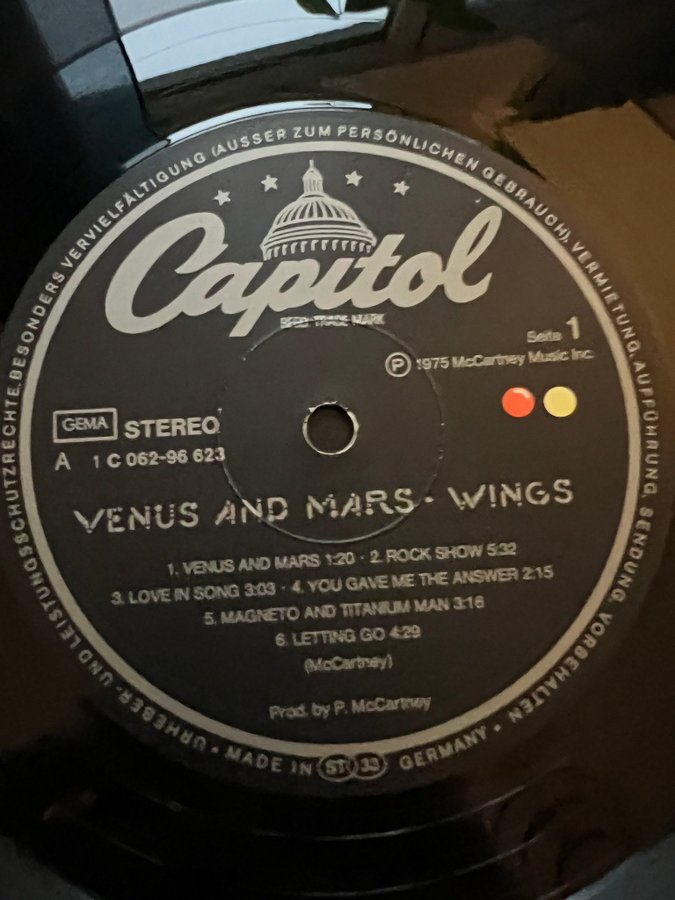 URHEBER- UND LEISTUNGSSCHUTZRECHTE, BESONDERS VERVIELFÄLTIGUNG (AUSSER ZUM PERSÖNLICHEN GEBRAUCH), VERMIETUNG, AUFFÜHRUNG, SENDUNG, VORBEHALTEN •
Capitol
REG'D. TRADE MARK
Seite 1
Ⓟ 1975 McCartney Music Inc.
GEMA STEREO
A 1 C 062-96 623
VENUS AND MARS · WINGS
1. VENUS AND MARS 1:20 · 2. ROCK SHOW 5:32
3. LOVE IN SONG 3:03 · 4. YOU GAVE ME THE ANSWER 2:15
5. MAGNETO AND TITANIUM MAN 3:16
6. LETTING GO 4:29
(McCartney)
Prod. by P. McCartney
• MADE IN ST 33 GERMANY •